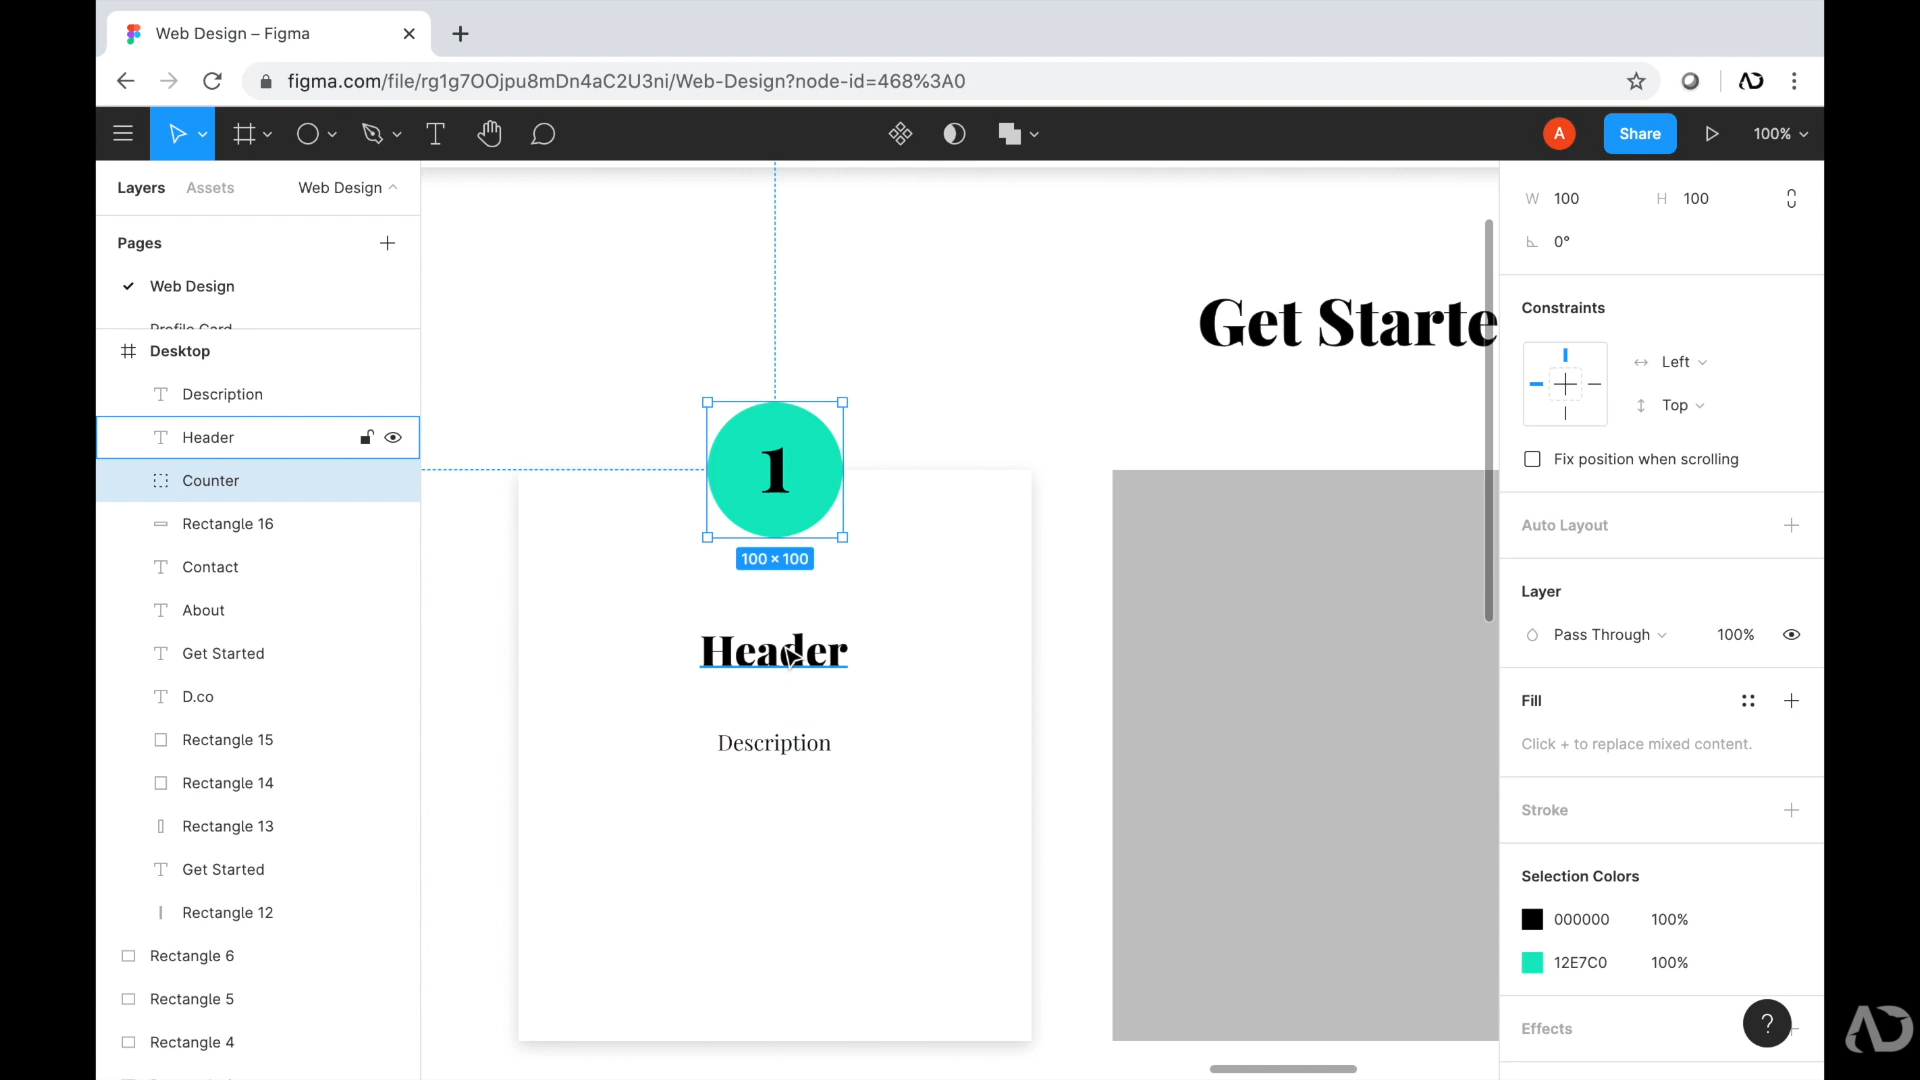 Web Design – Figma
figma.com/file/rg1g7OOjpu8mDn4aC2U3ni/Web-Design?node-id=468%3A0
A
Share
100%
Layers
Assets
Web Design
Pages
Web Design
Profile Card
Desktop
Description
Header
Counter
Rectangle 16
Contact
About
Get Started
D.co
Rectangle 15
Rectangle 14
Rectangle 13
Get Started
Rectangle 12
Rectangle 6
Rectangle 5
Rectangle 4
Get Starte
1
100 × 100
Header
Description
W 100
H 100
0°
Constraints
Left
Top
Fix position when scrolling
Auto Layout
Layer
Pass Through
100%
Fill
Click + to replace mixed content.
Stroke
Selection Colors
000000 100%
12E7C0 100%
Effects
?